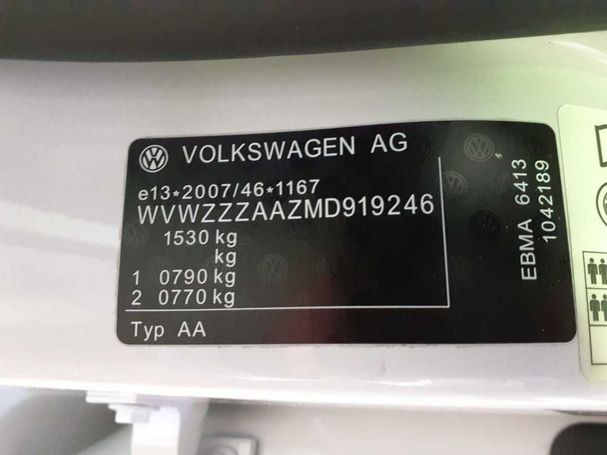 VOLKSWAGEN AG
e13*2007/46*1167
WVWZZZAAZMD919246
1530 kg
kg
1 0790 kg
2 0770 kg
Typ AA
EBMA 6413
1042189